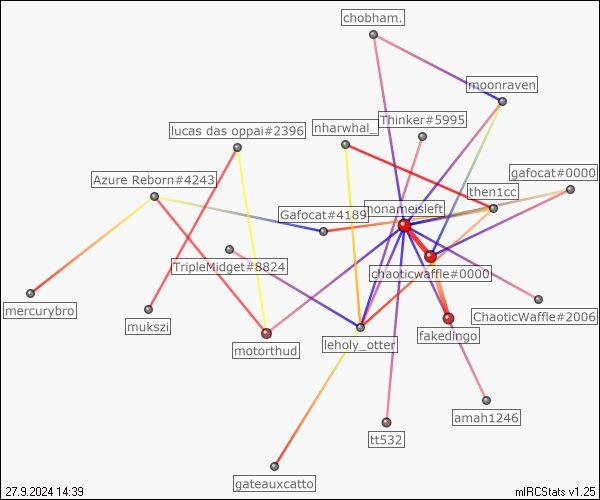 chobham.
moonraven
Thinker#5995
nharwhal_
lucas das oppai#2396
gafocat#0000
Azure Reborn#4243
then1cc
nonameisleft
Gafocat#4189
TripleMidget#8824
chaoticwaffle#0000
mercurybro
ChaoticWaffle#2006
mukszi
fakedingo
leholy_otter
motorthud
amah1246
tt532
gateauxcatto
27.9.2024 14:39
mIRCStats v1.25